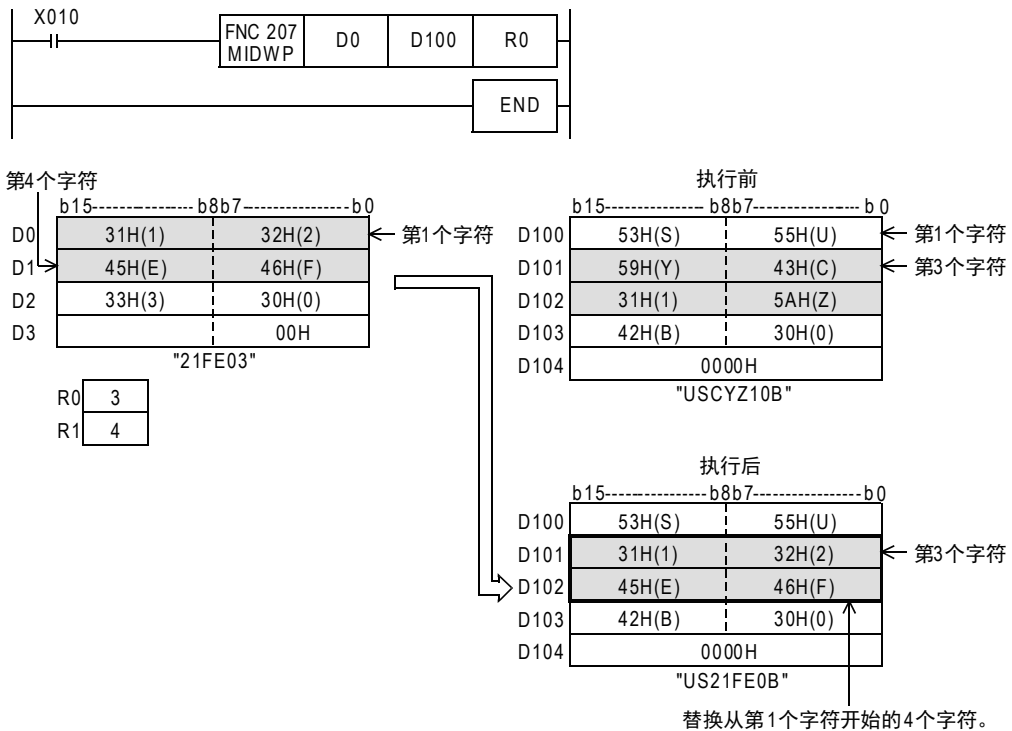 X010
FNC 207 MIDWP D0 D100 R0
END
第4个字符
b15 b8b7 b0
D0 31H(1) 32H(2) 第1个字符
D1 45H(E) 46H(F)
D2 33H(3) 30H(0)
D3 00H
"21FE03"
R0 3
R1 4
执行前
b15 b8b7 b0
D100 53H(S) 55H(U) 第1个字符
D101 59H(Y) 43H(C) 第3个字符
D102 31H(1) 5AH(Z)
D103 42H(B) 30H(0)
D104 0000H
"USCYZ10B"
执行后
b15 b8b7 b0
D100 53H(S) 55H(U)
D101 31H(1) 32H(2) 第3个字符
D102 45H(E) 46H(F)
D103 42H(B) 30H(0)
D104 0000H
"US21FE0B"
替换从第1个字符开始的4个字符。